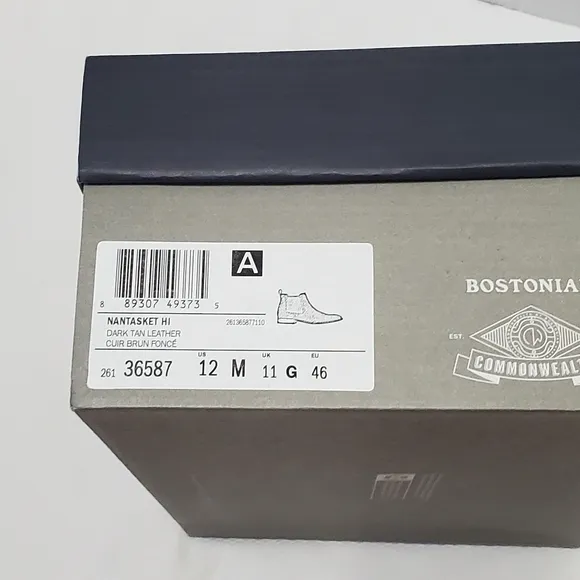 A
8 89307 49373 5
NANTASKET HI 261365877110
DARK TAN LEATHER
CUIR BRUN FONCÉ
US UK EU
261 36587 12 M 11 G 46
BOSTONIA
EST.
COMMONWEALT